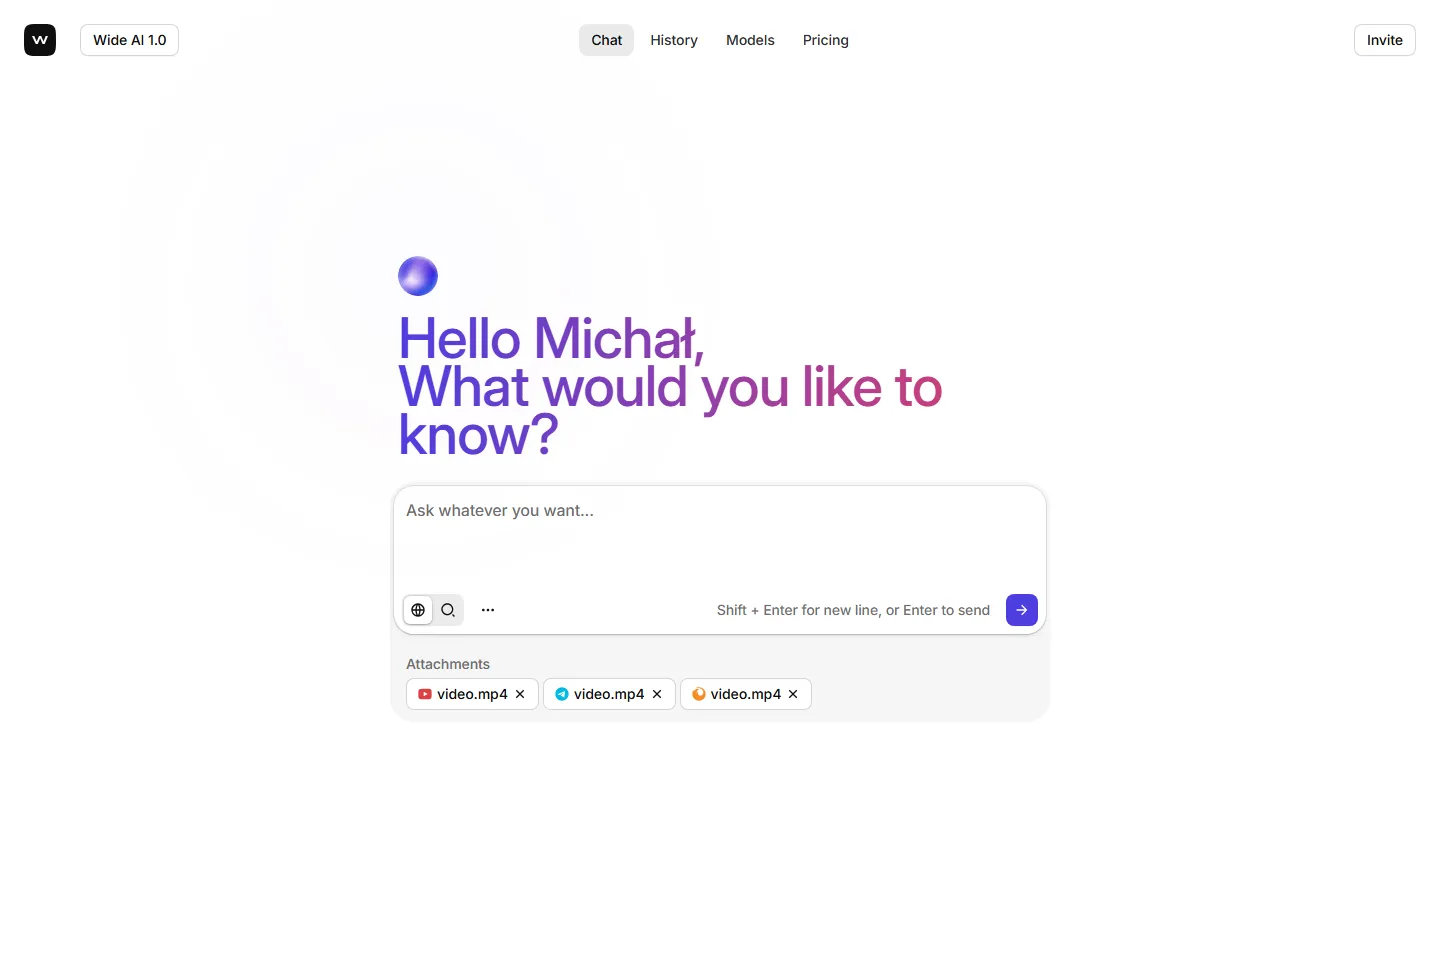 W
Wide AI 1.0
Chat
History
Models
Pricing
Invite
Hello Michał,
What would you like to
know?
Ask whatever you want...
Shift + Enter for new line, or Enter to send
Attachments
video.mp4
video.mp4
video.mp4